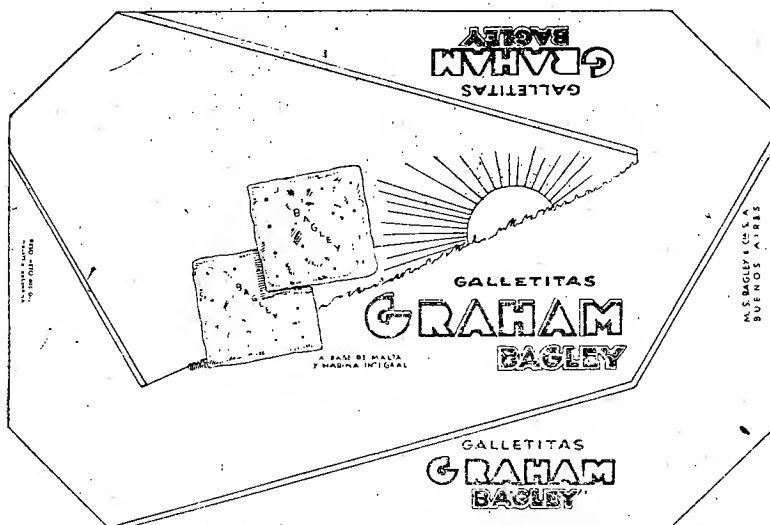 GALLETITAS
GRAHAM
BAGLEY
BAGLEY
BAGLEY
GALLETITAS
GRAHAM
BAGLEY
A BASE DE MALTA
Y HARINA INTEGRAL
M. S. BAGLEY & CIA S. A
BUENOS AIRES
GALLETITAS
GRAHAM
BAGLEY